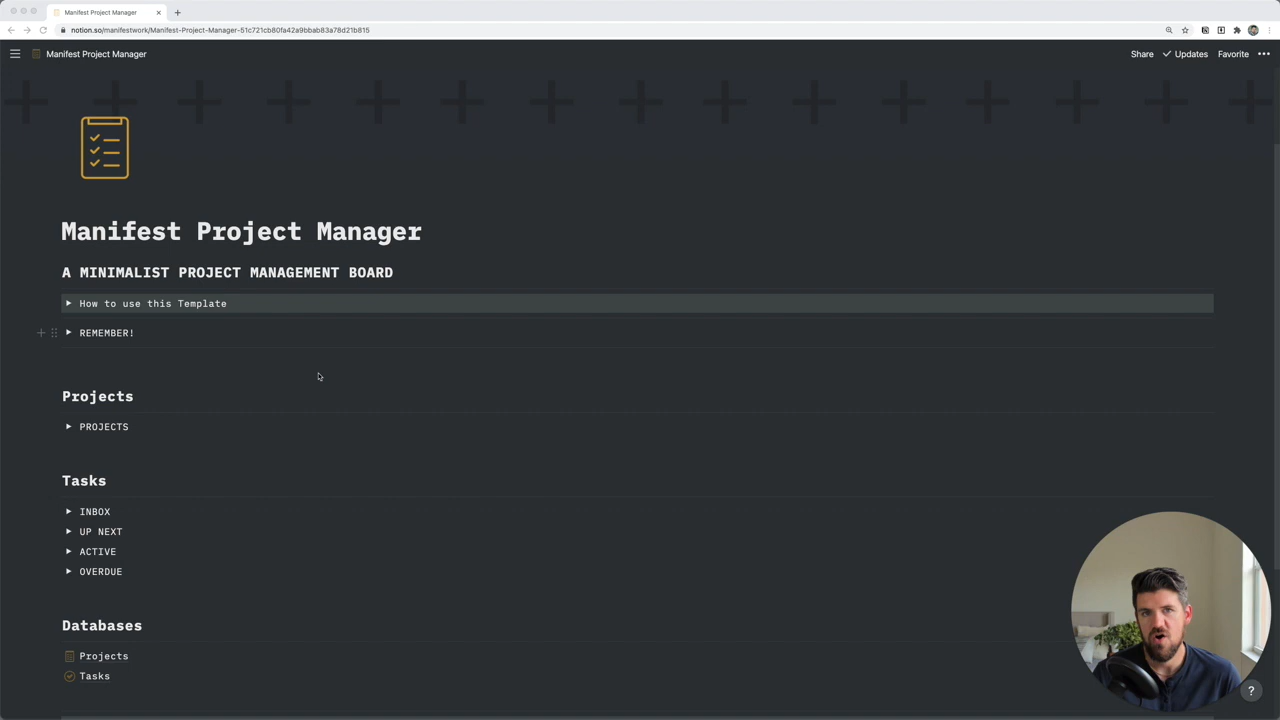 Manifest Project Manager
notion.so/manifestwork/Manifest-Project-Manager-51c721cb80fa42a9bbab83a78d21b815
Manifest Project Manager
Share Updates Favorite
Manifest Project Manager
A MINIMALIST PROJECT MANAGEMENT BOARD
How to use this Template
REMEMBER!
Projects
PROJECTS
Tasks
INBOX
UP NEXT
ACTIVE
OVERDUE
Databases
Projects
Tasks
?